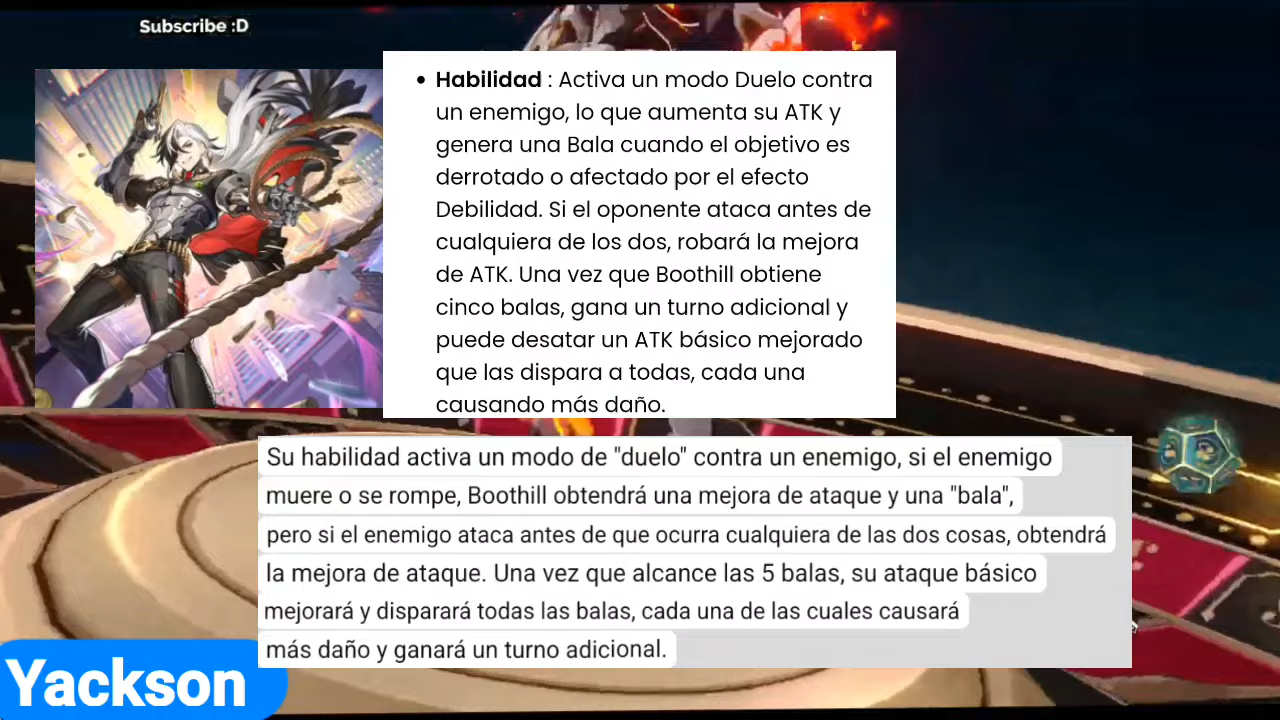 Subscribe :D
• Habilidad : Activa un modo Duelo contra
un enemigo, lo que aumenta su ATK y
genera una Bala cuando el objetivo es
derrotado o afectado por el efecto
Debilidad. Si el oponente ataca antes de
cualquiera de los dos, robará la mejora
de ATK. Una vez que Boothill obtiene
cinco balas, gana un turno adicional y
puede desatar un ATK básico mejorado
que las dispara a todas, cada una
causando más daño.
Su habilidad activa un modo de "duelo" contra un enemigo, si el enemigo
muere o se rompe, Boothill obtendrá una mejora de ataque y una "bala",
pero si el enemigo ataca antes de que ocurra cualquiera de las dos cosas, obtendrá
la mejora de ataque. Una vez que alcance las 5 balas, su ataque básico
mejorará y disparará todas las balas, cada una de las cuales causará
más daño y ganará un turno adicional.
Yackson